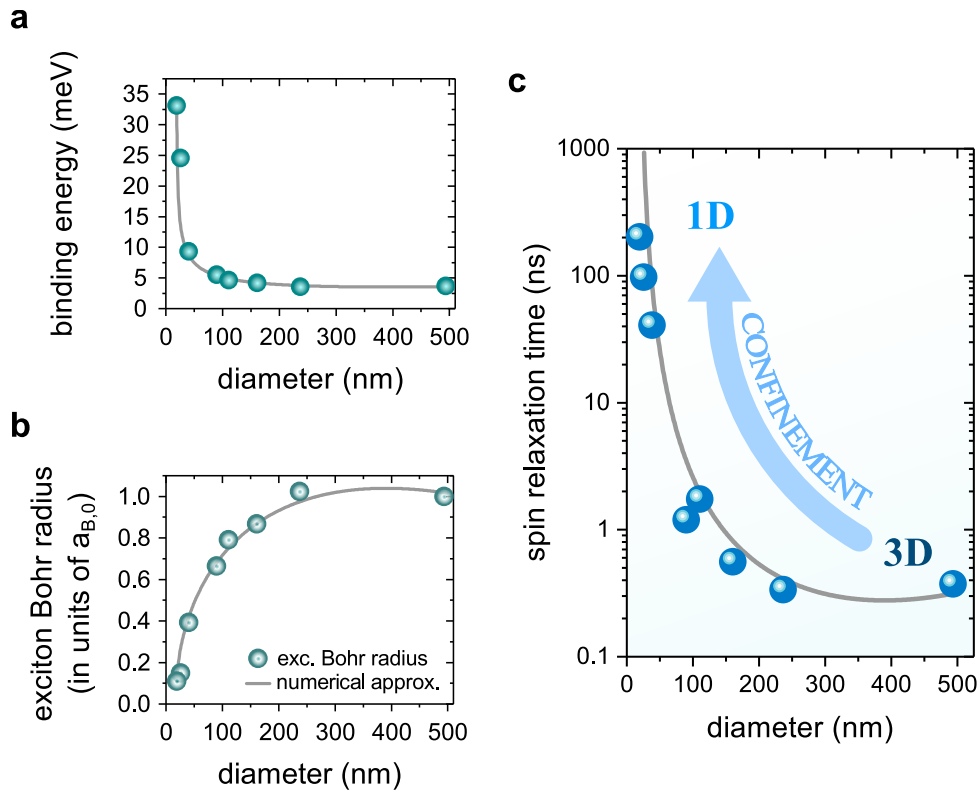 a
binding energy (meV)
35
30
25
20
15
10
5
0
0 100 200 300 400 500
diameter (nm)
b
exciton Bohr radius
(in units of a_B,0)
1.0
0.8
0.6
0.4
0.2
0.0
exc. Bohr radius
numerical approx.
0 100 200 300 400 500
diameter (nm)
c
spin relaxation time (ns)
1000
100
10
1
0.1
1D
CONFINEMENT
3D
0 100 200 300 400 500
diameter (nm)